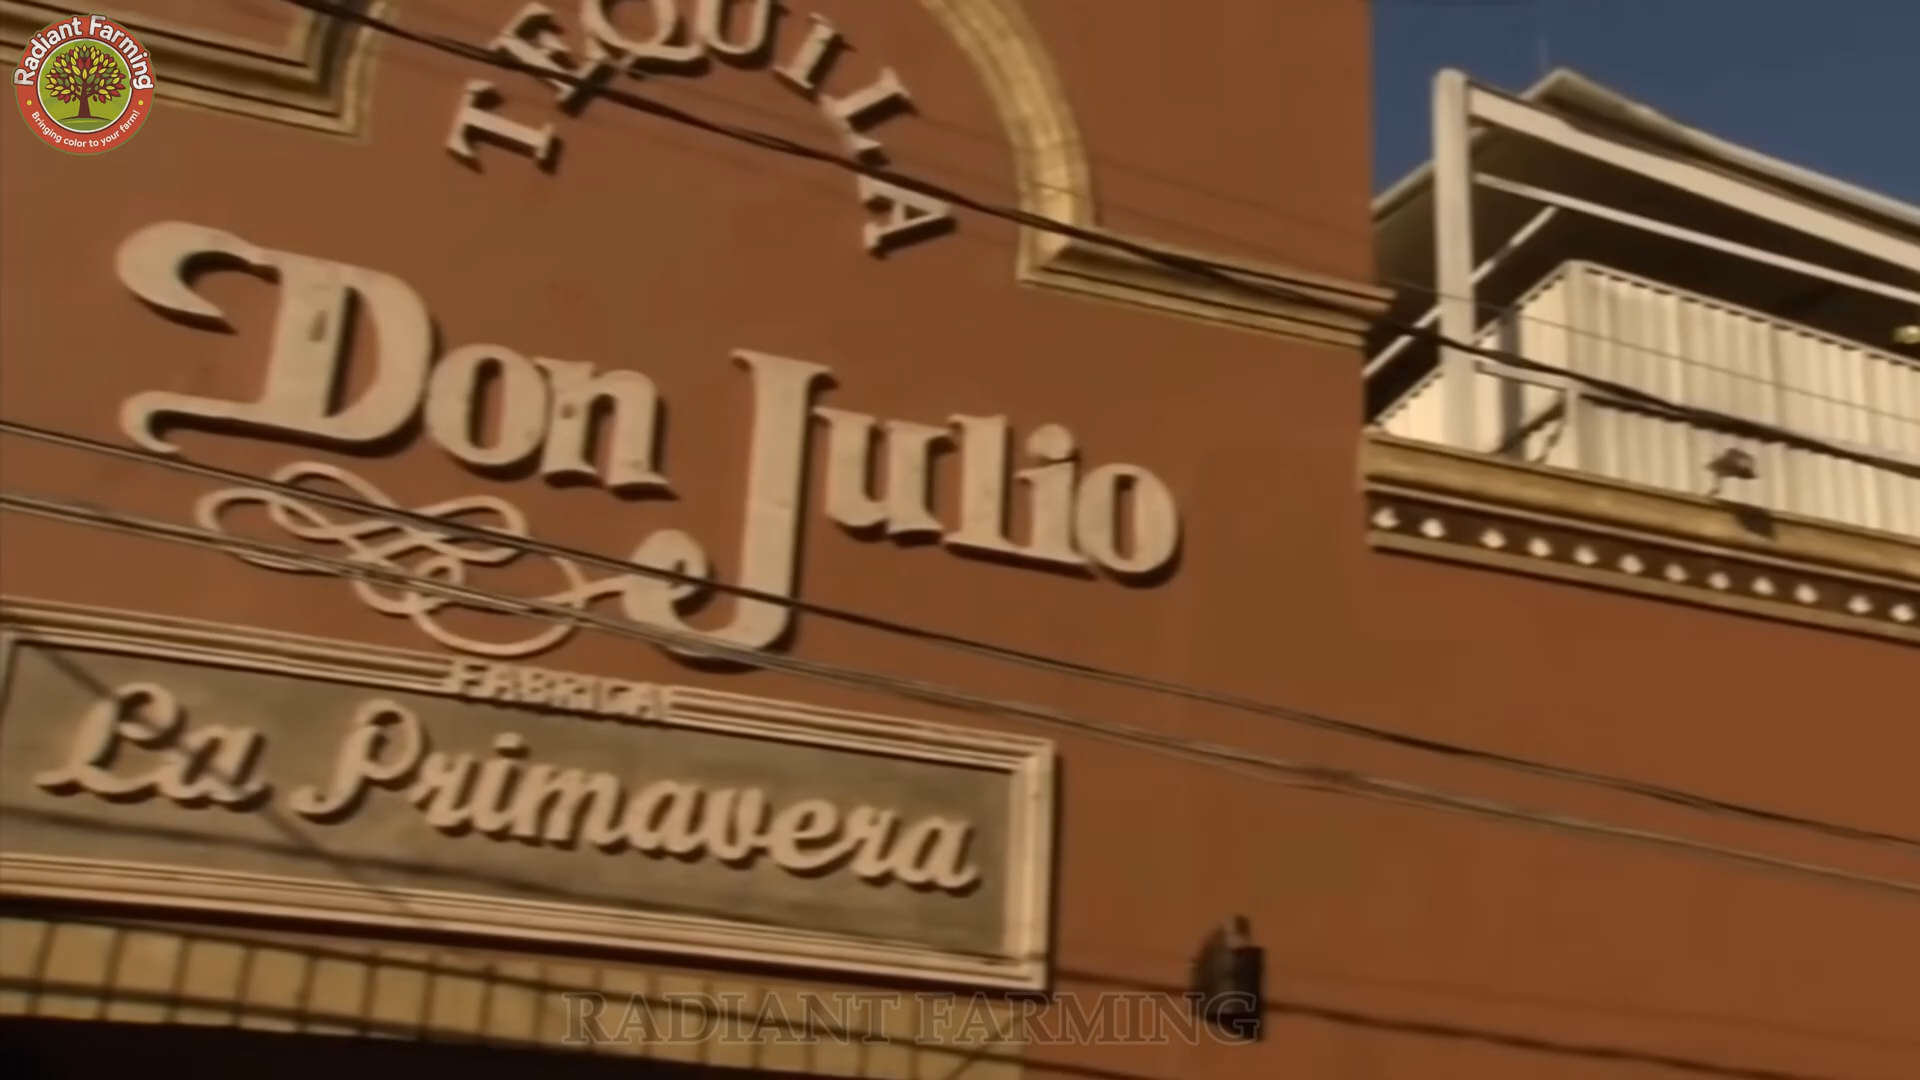 Radiant Farming
Bringing color to your farm!
TEQUILA
Don Julio
FABRICA
La Primavera
RADIANT FARMING